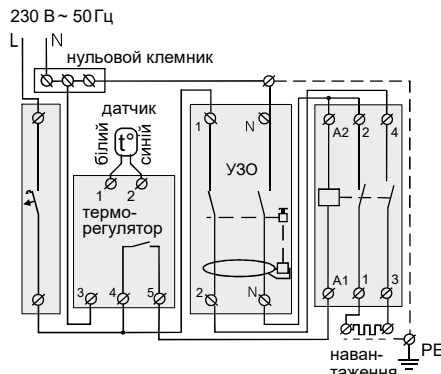 230 В ~ 50 Гц
L N
нульовой клемник
датчик
білий
t°
синій
1 2
термо-
регулятор
3 4 5
1 N
УЗО
2 N
A2 2 4
A1 1 3
наван-
таження
PE